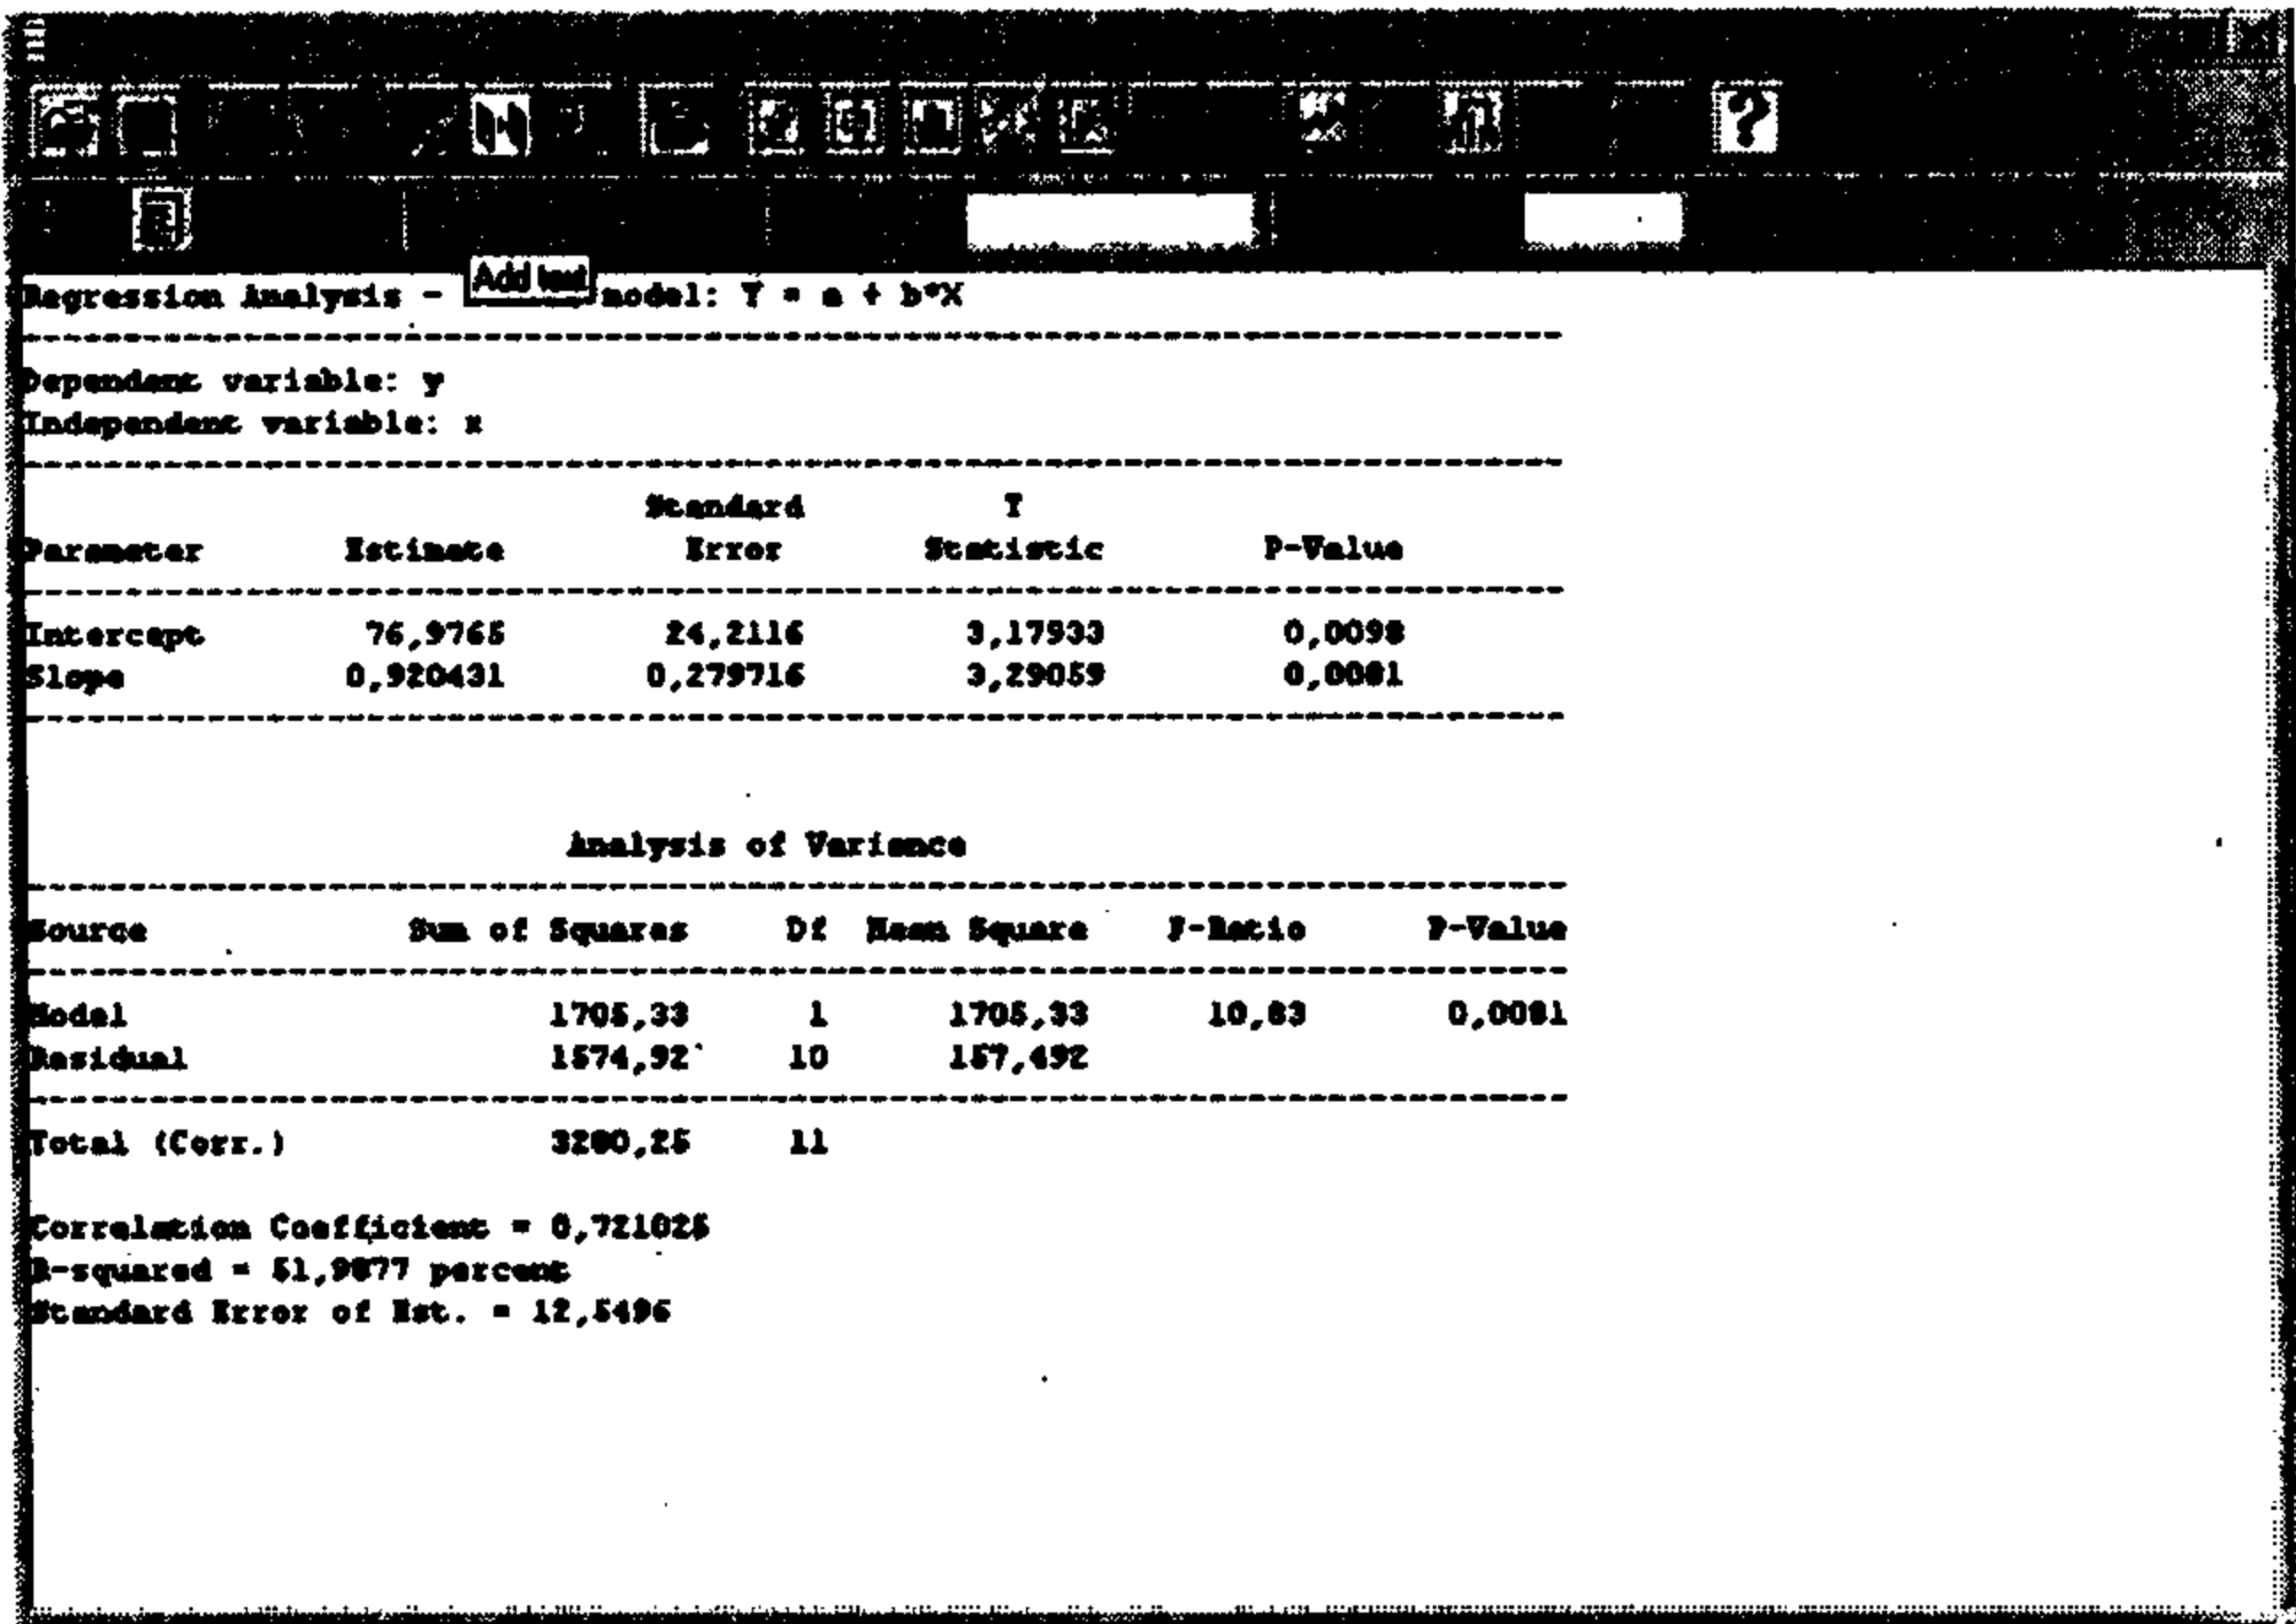 Add text
Regression Analysis - model: Y = a + b*X
Dependent variable: y
Independent variable: x
Standard T
Parameter Estimate Error Statistic P-Value
Intercept 76,9765 24,2116 3,17933 0,0098
Slope 0,920431 0,279716 3,29059 0,0081
Analysis of Variance
Source Sum of Squares Df Mean Square F-Ratio P-Value
Model 1705,33 1 1705,33 10,83 0,0081
Residual 1574,92 10 157,492
Total (Corr.) 3280,25 11
Correlation Coefficient = 0,721025
R-squared = 51,9877 percent
Standard Error of Est. = 12,5496